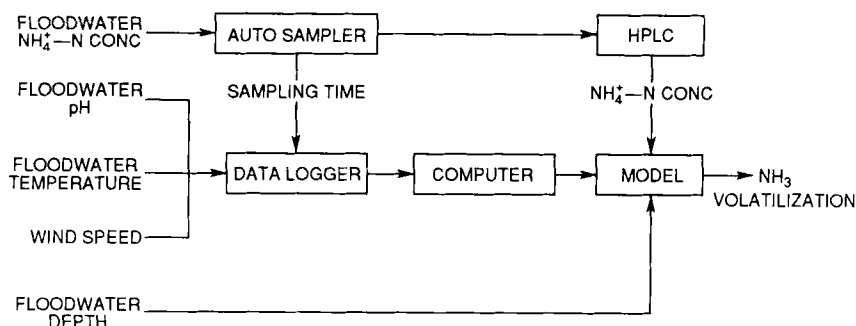 FLOODWATER
NH₄⁺—N CONC
AUTO SAMPLER
HPLC
FLOODWATER
pH
SAMPLING TIME
NH₄⁺—N CONC
FLOODWATER
TEMPERATURE
DATA LOGGER
COMPUTER
MODEL
NH₃
VOLATILIZATION
WIND SPEED
FLOODWATER
DEPTH